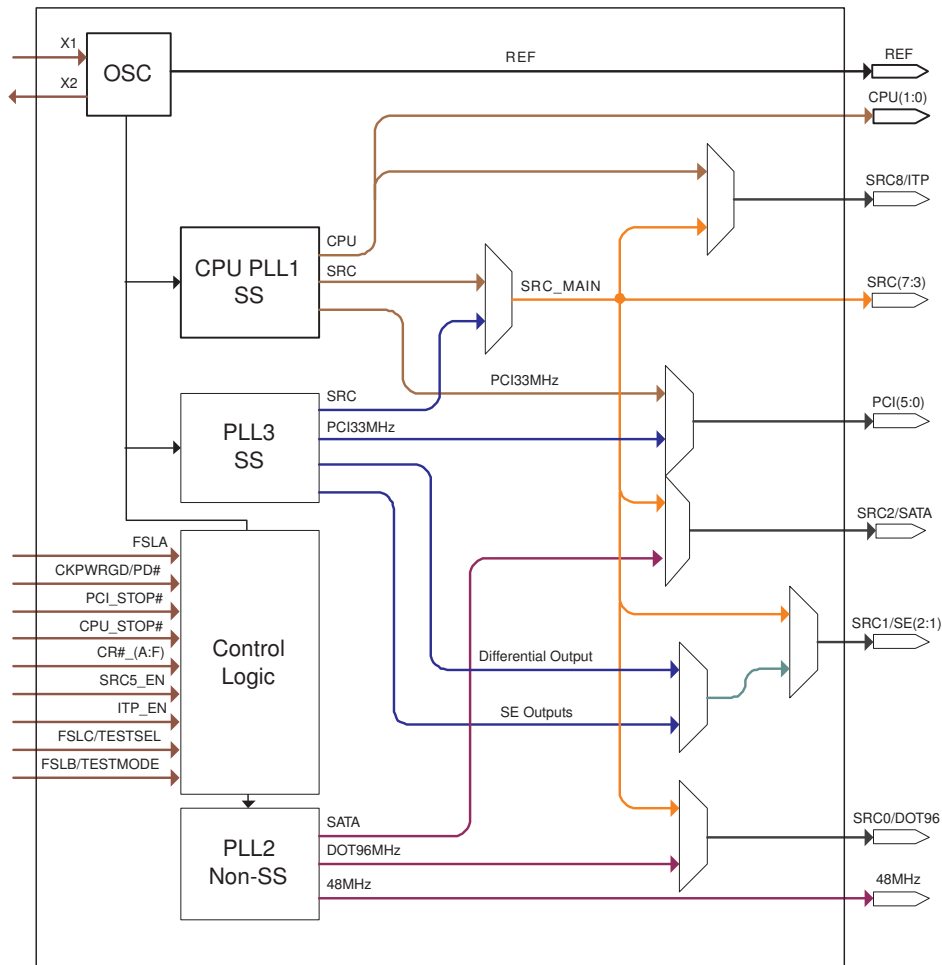 X1
X2
OSC
REF
REF
CPU(1:0)
SRC8/ITP
CPU
SRC
CPU PLL1
SS
SRC_MAIN
SRC(7:3)
PCI33MHz
PCI(5:0)
SRC
PCI33MHz
PLL3
SS
SRC2/SATA
FSLA
CKPWRGD/PD#
PCI_STOP#
CPU_STOP#
CR#_(A:F)
SRC5_EN
ITP_EN
FSLC/TESTSEL
FSLB/TESTMODE
Control
Logic
Differential Output
SE Outputs
SRC1/SE(2:1)
SATA
DOT96MHz
48MHz
PLL2
Non-SS
SRC0/DOT96
48MHz